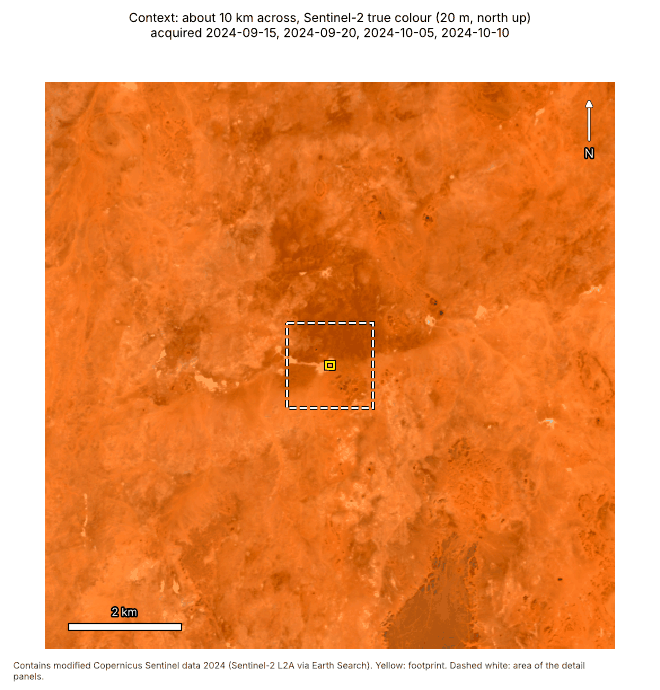 Context: about 10 km across, Sentinel-2 true colour (20 m, north up)
acquired 2024-09-15, 2024-09-20, 2024-10-05, 2024-10-10
N
2 km
Contains modified Copernicus Sentinel data 2024 (Sentinel-2 L2A via Earth Search). Yellow: footprint. Dashed white: area of the detail
panels.